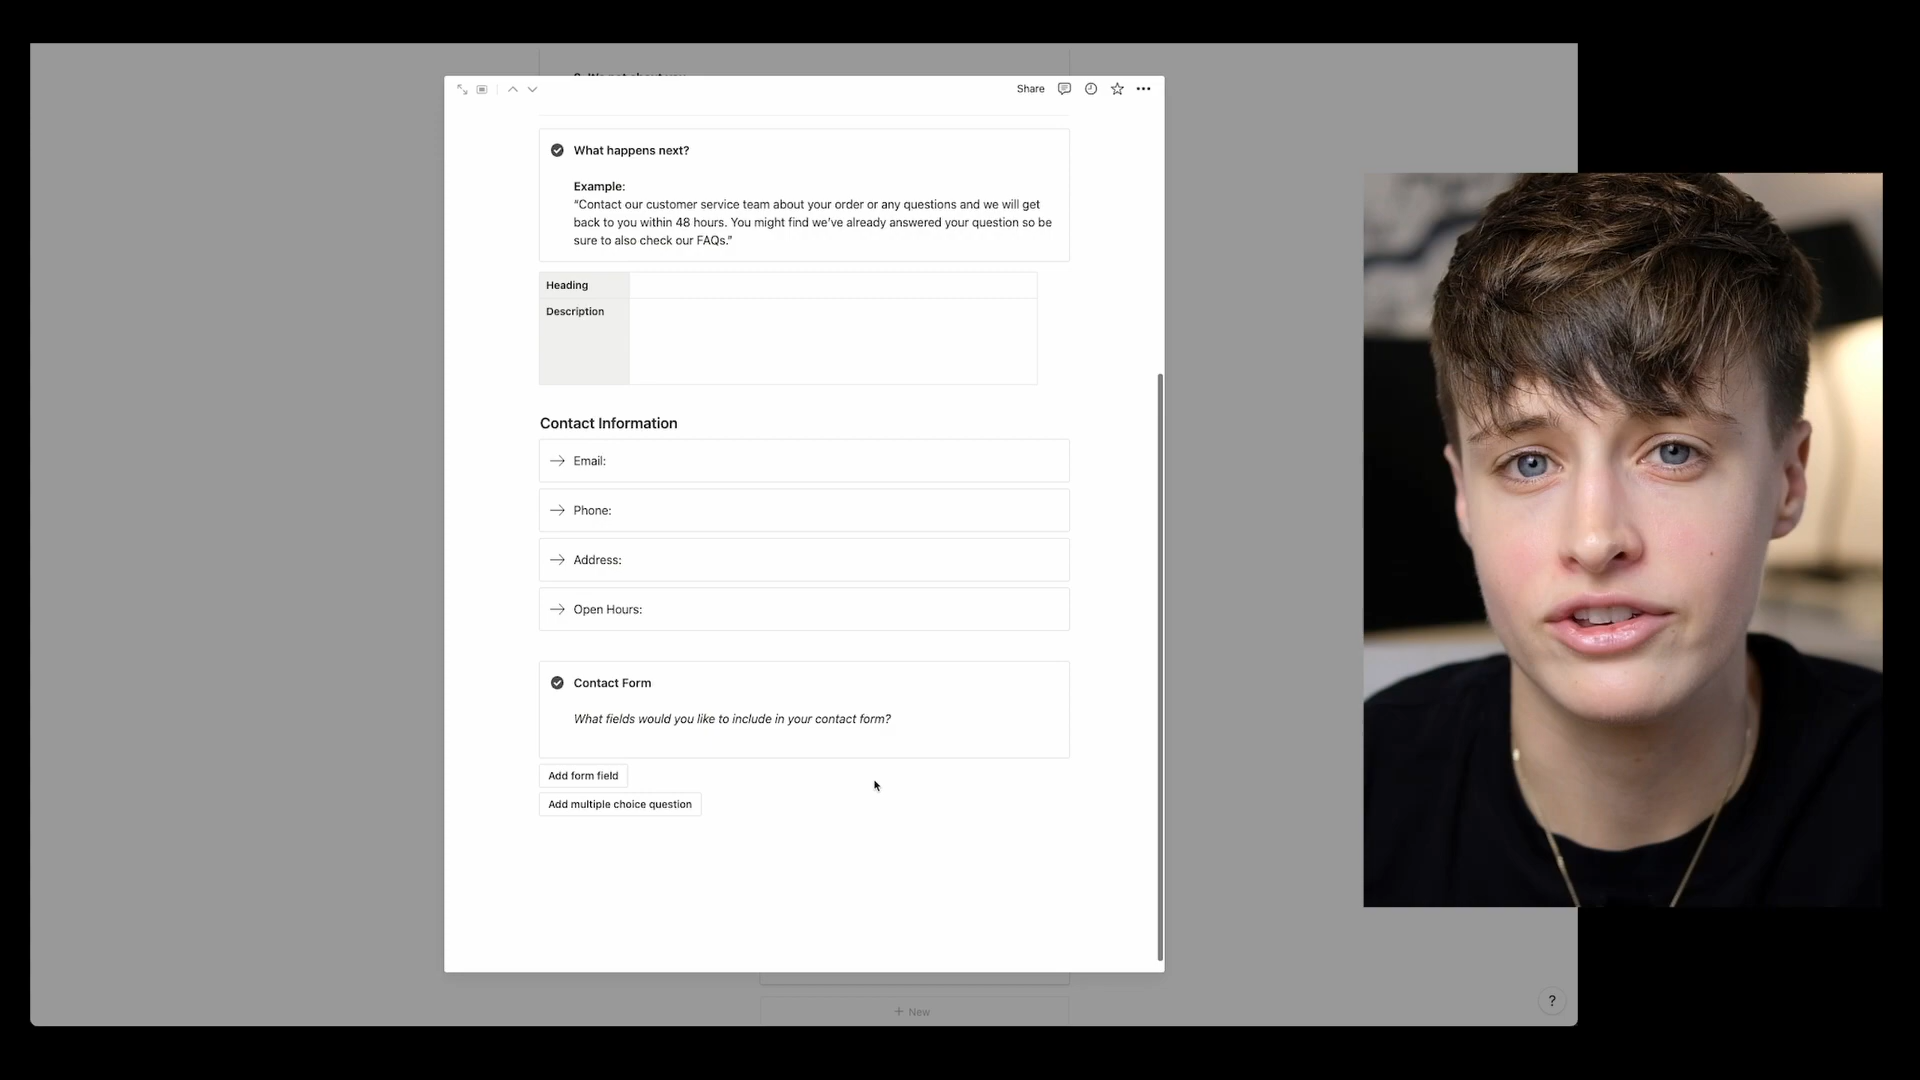 Share
What happens next?
Example:
“Contact our customer service team about your order or any questions and we will get
back to you within 48 hours. You might find we’ve already answered your question so be
sure to also check our FAQs.”
Heading
Description
Contact Information
Email:
Phone:
Address:
Open Hours:
Contact Form
What fields would you like to include in your contact form?
Add form field
Add multiple choice question
+ New
?